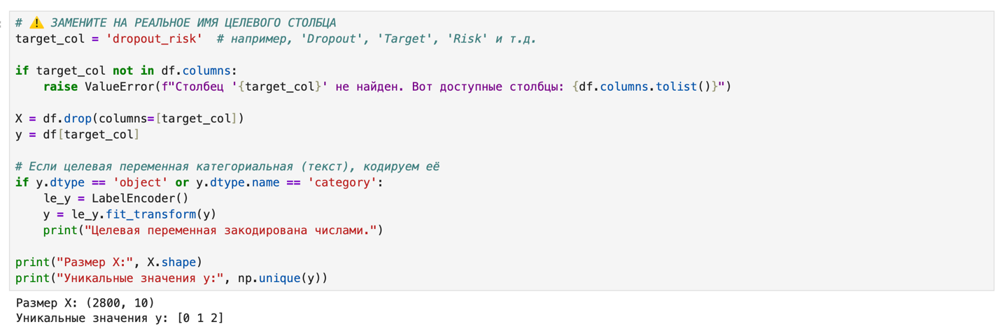 # ⚠️ ЗАМЕНИТЕ НА РЕАЛЬНОЕ ИМЯ ЦЕЛЕВОГО СТОЛБЦА
target_col = 'dropout_risk'  # например, 'Dropout', 'Target', 'Risk' и т.д.

if target_col not in df.columns:
    raise ValueError(f"Столбец '{target_col}' не найден. Вот доступные столбцы: {df.columns.tolist()}")

X = df.drop(columns=[target_col])
y = df[target_col]

# Если целевая переменная категориальная (текст), кодируем её
if y.dtype == 'object' or y.dtype.name == 'category':
    le_y = LabelEncoder()
    y = le_y.fit_transform(y)
    print("Целевая переменная закодирована числами.")

print("Размер X:", X.shape)
print("Уникальные значения y:", np.unique(y))
Размер X: (2800, 10)
Уникальные значения y: [0 1 2]